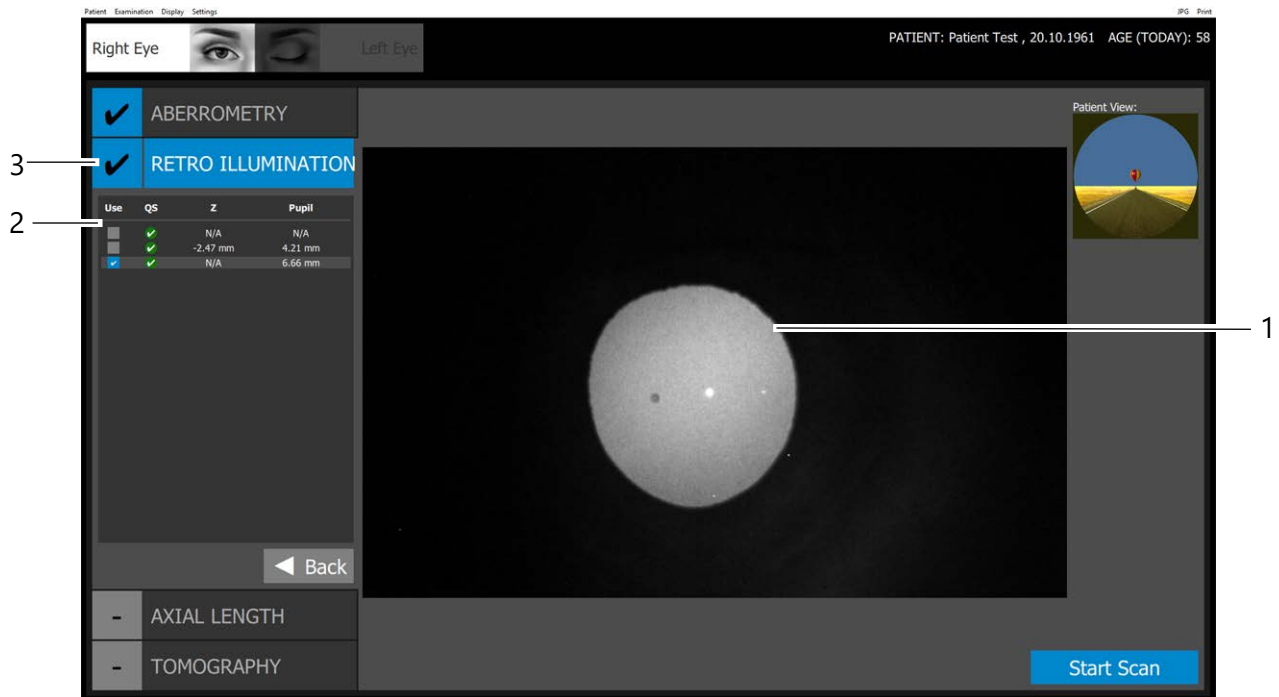 Patient Examination Display Settings JPG Print
Right Eye Left Eye PATIENT: Patient Test , 20.10.1961 AGE (TODAY): 58
ABERROMETRY
Patient View:
3
RETRO ILLUMINATION
2
Use QS Z Pupil
N/A N/A
-2.47 mm 4.21 mm
N/A 6.66 mm
1
Back
- AXIAL LENGTH
- TOMOGRAPHY
Start Scan